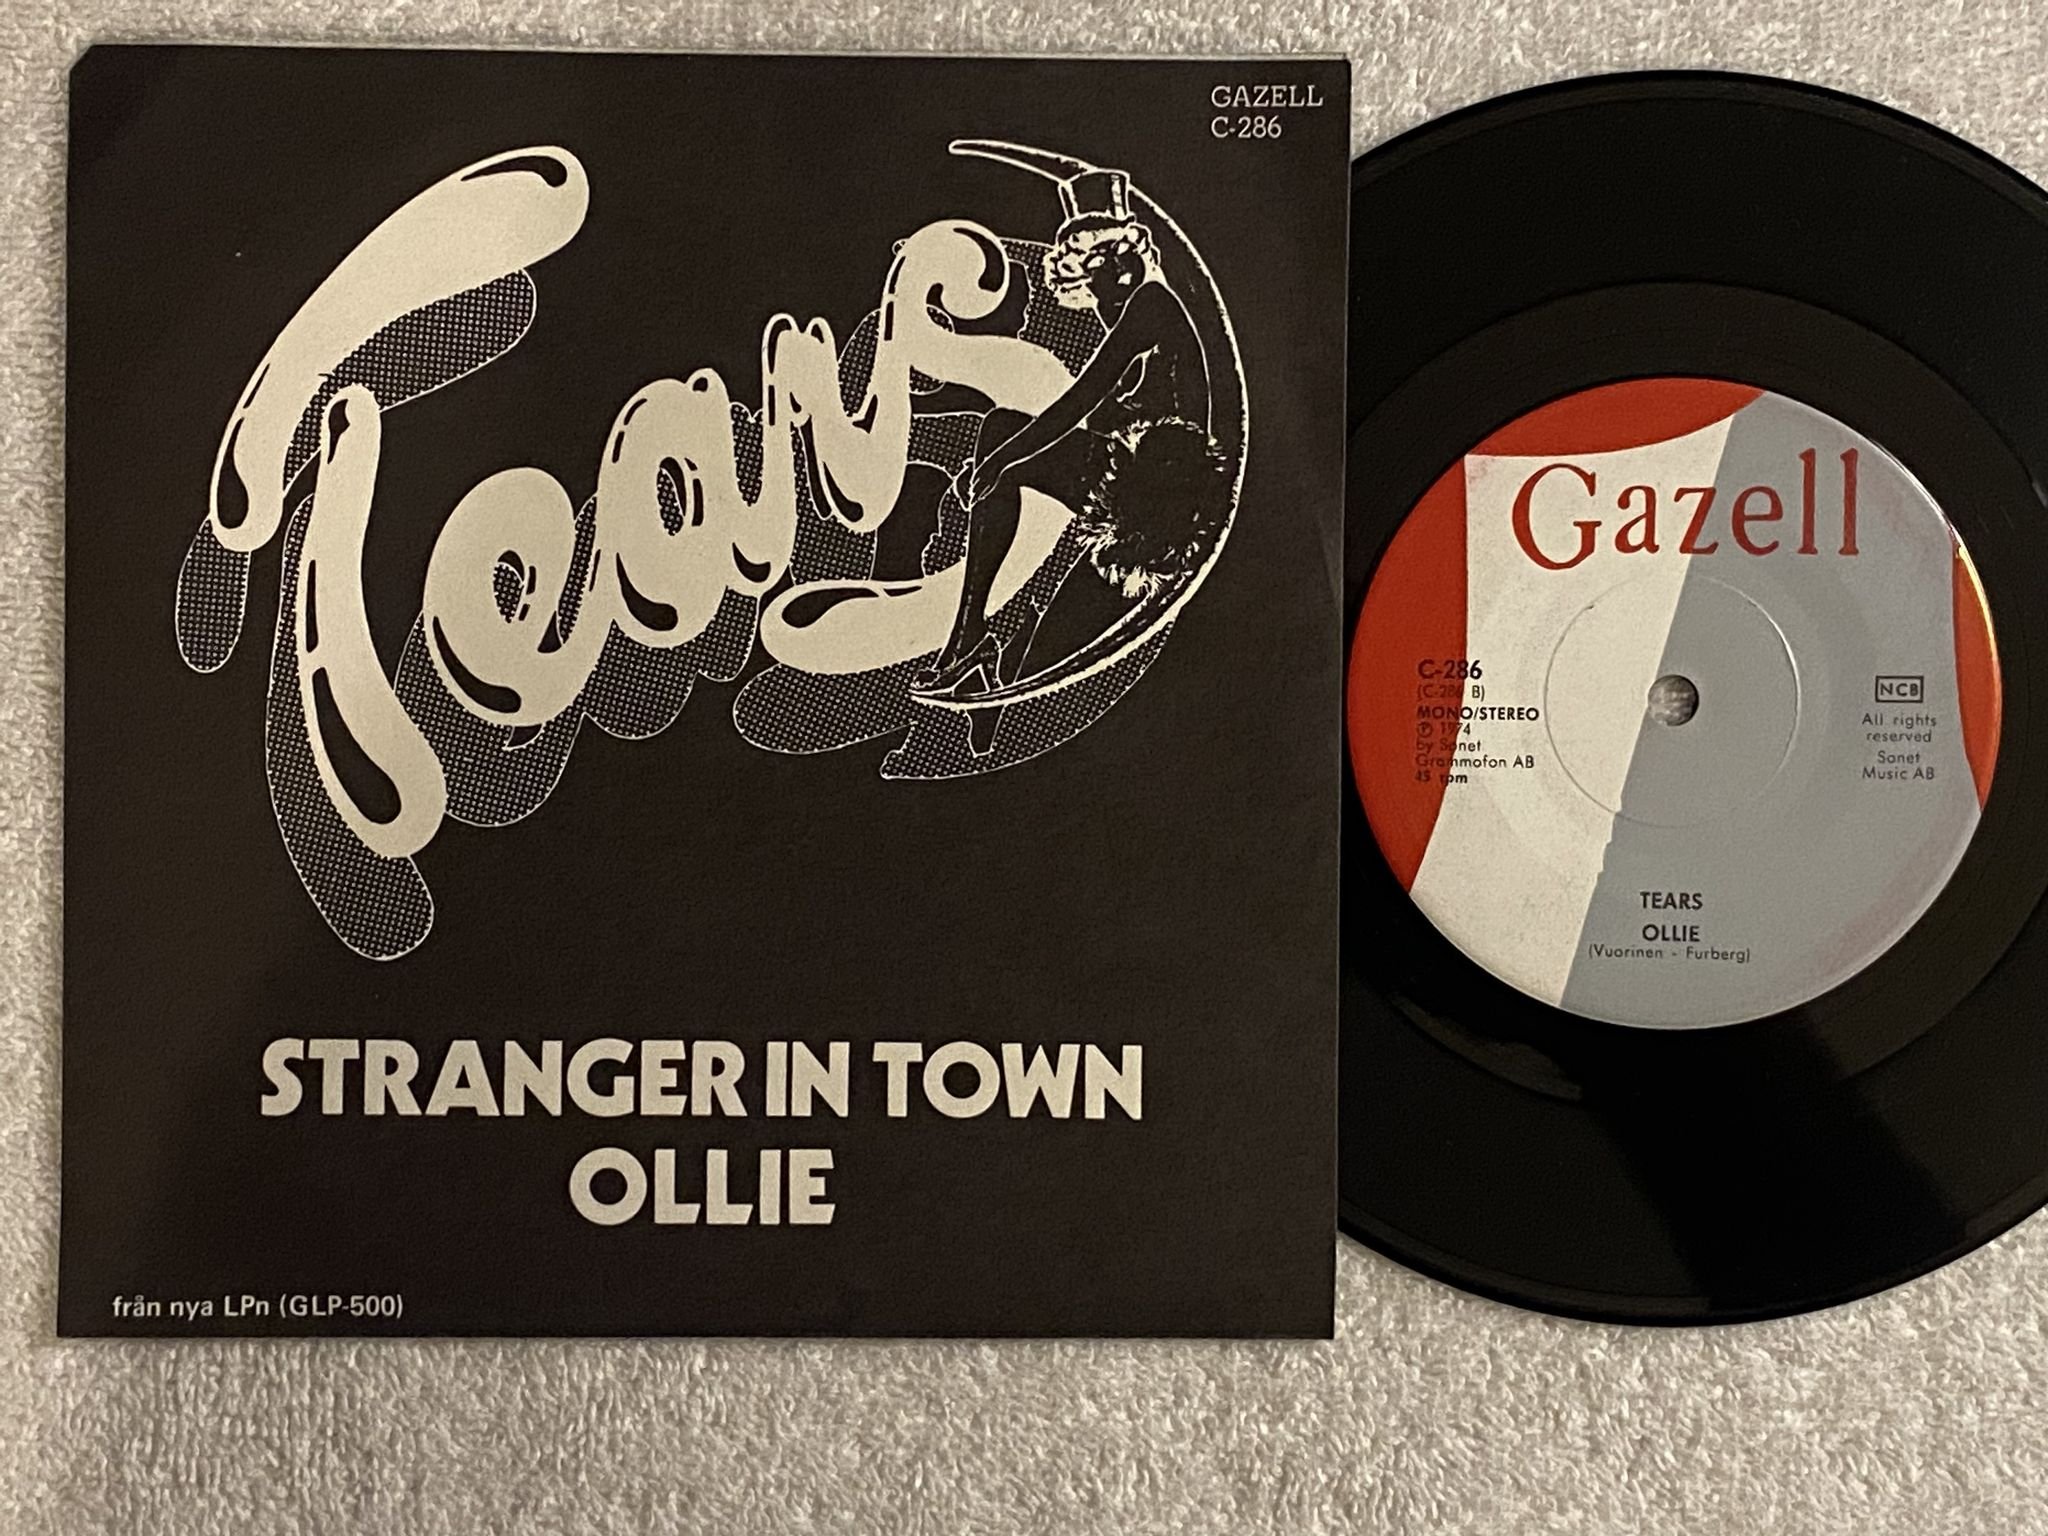 GAZELL
C-286
Tears
STRANGER IN TOWN
OLLIE
från nya LPn (GLP-500)
Gazell
C-286
(C-286 B)
MONO/STEREO
℗ 1974
by Sonet
Grammofon AB
45 rpm
NCB
All rights
reserved
Sonet
Music AB
TEARS
OLLIE
(Vuorinen - Furberg)